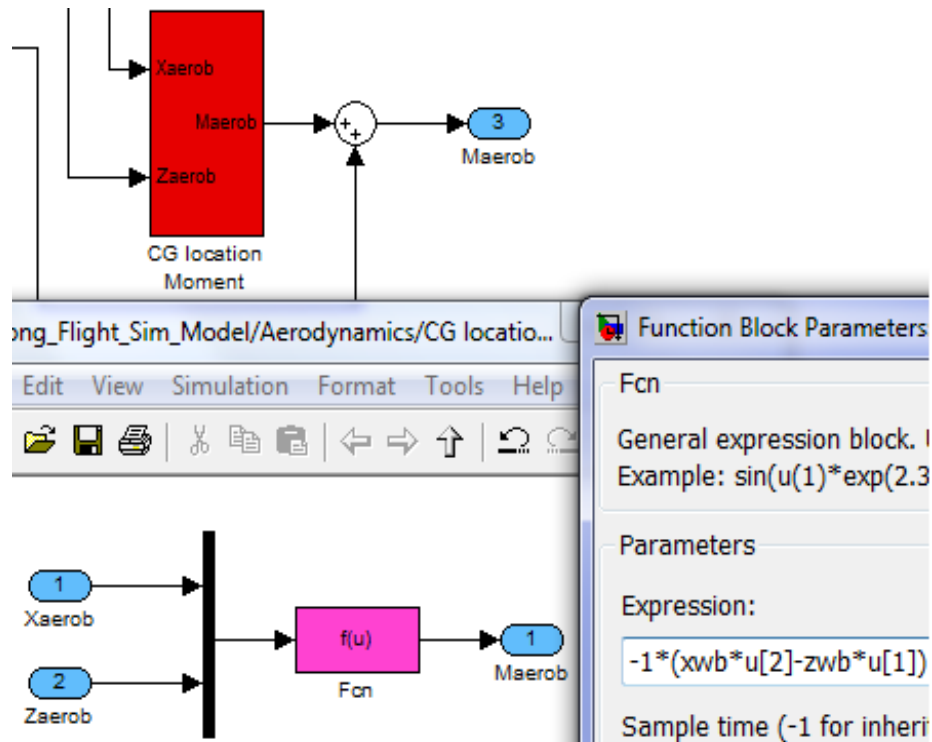 Xaerob
Maerob
Zaerob
CG location
Moment
+
+
3
Maerob
ong_Flight_Sim_Model/Aerodynamics/CG locatio...
Edit View Simulation Format Tools Help
1
Xaerob
2
Zaerob
f(u)
Fcn
1
Maerob
Function Block Parameters
Fcn
General expression block.
Example: sin(u(1)*exp(2.3
Parameters
Expression:
-1*(xwb*u[2]-zwb*u[1])
Sample time (-1 for inheri